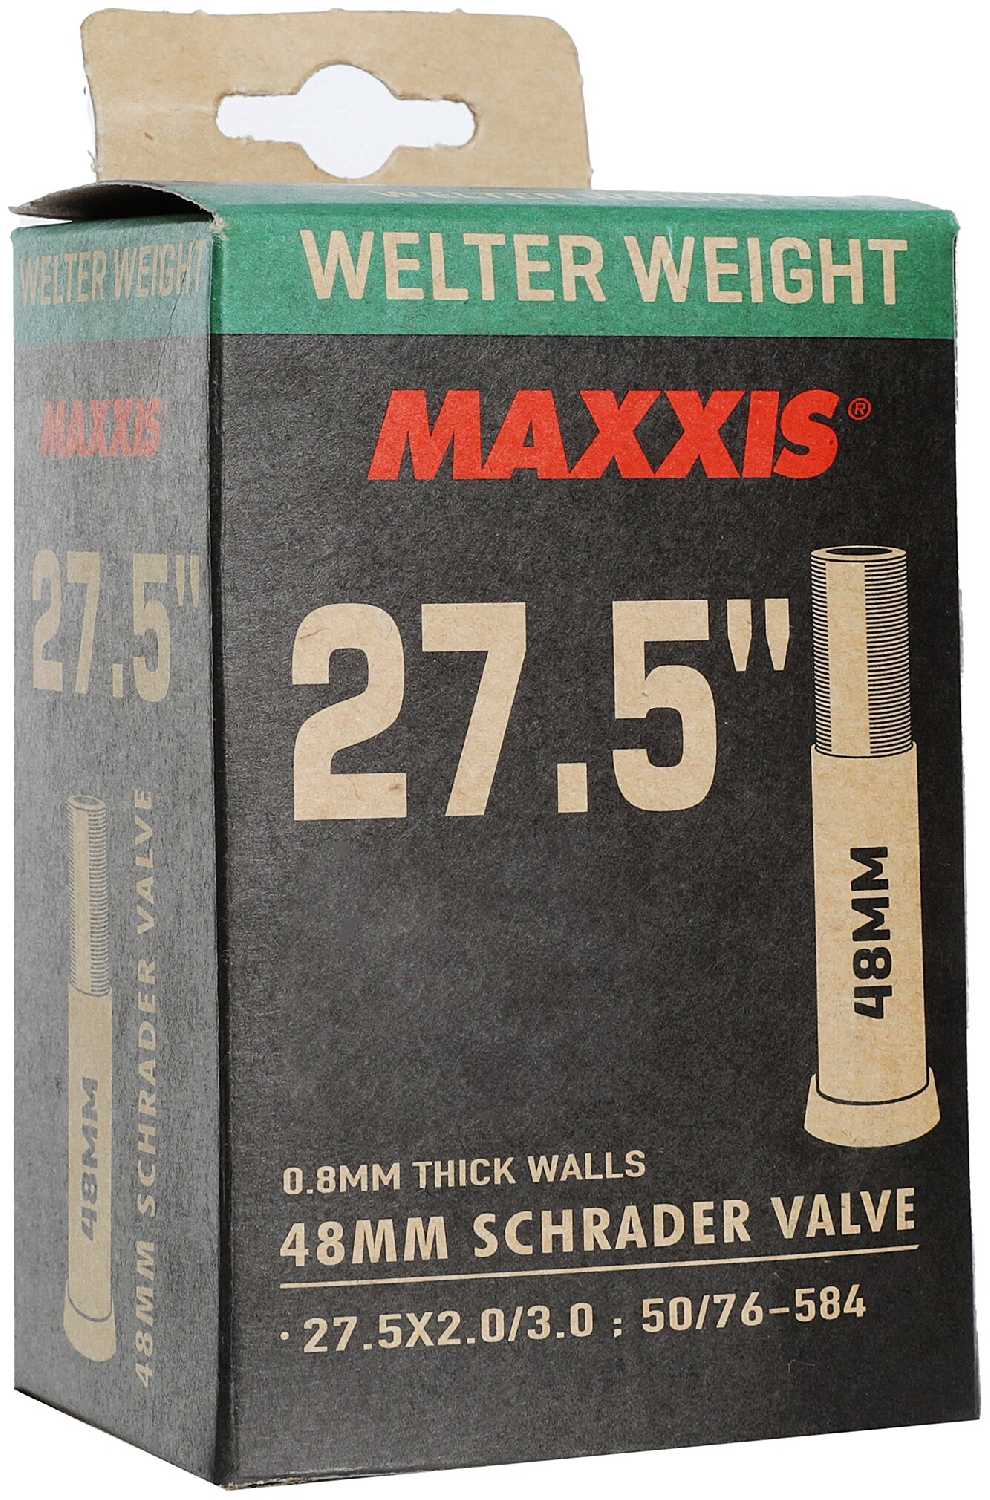 WELTER WEIGHT
MAXXIS®
27.5"
48MM
0.8MM THICK WALLS
48MM SCHRADER VALVE
· 27.5X2.0/3.0 ; 50/76-584
WELTER WEIGHT
MAXXIS
27.5"
48MM
48MM SCHRADER VALVE